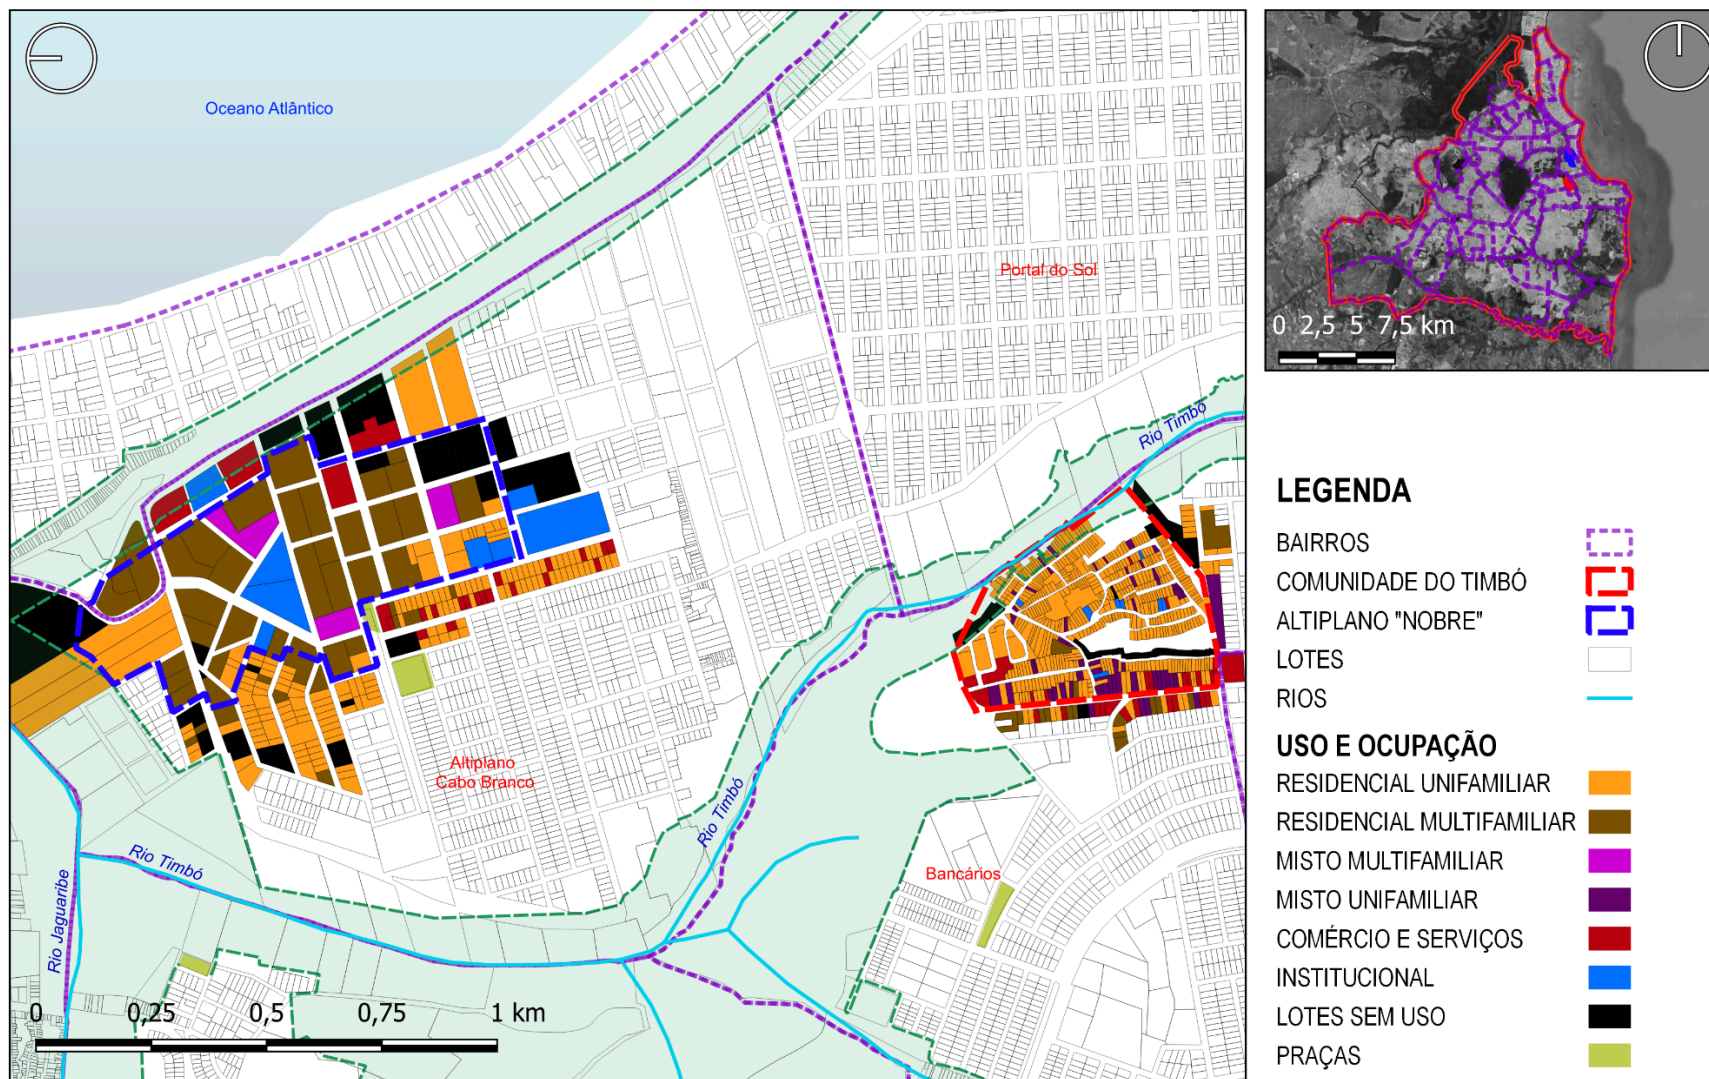 Oceano Atlântico
Portal do Sol
Rio Timbó
Altiplano
Cabo Branco
Rio Timbó
Rio Timbó
Rio Jaguaribe
Bancários
0 0,25 0,5 0,75 1 km
0 2,5 5 7,5 km
LEGENDA
BAIRROS
COMUNIDADE DO TIMBÓ
ALTIPLANO "NOBRE"
LOTES
RIOS
USO E OCUPAÇÃO
RESIDENCIAL UNIFAMILIAR
RESIDENCIAL MULTIFAMILIAR
MISTO MULTIFAMILIAR
MISTO UNIFAMILIAR
COMÉRCIO E SERVIÇOS
INSTITUCIONAL
LOTES SEM USO
PRAÇAS